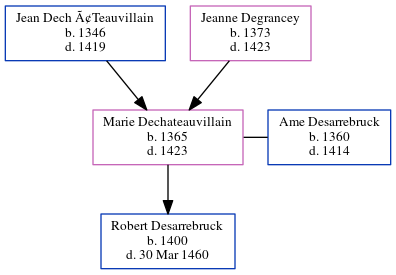 Jean Dech Ã¢Teauvillain
b. 1346
d. 1419
Jeanne Degrancey
b. 1373
d. 1423
Marie Dechateauvillain
b. 1365
d. 1423
Ame Desarrebruck
b. 1360
d. 1414
Robert Desarrebruck
b. 1400
d. 30 Mar 1460